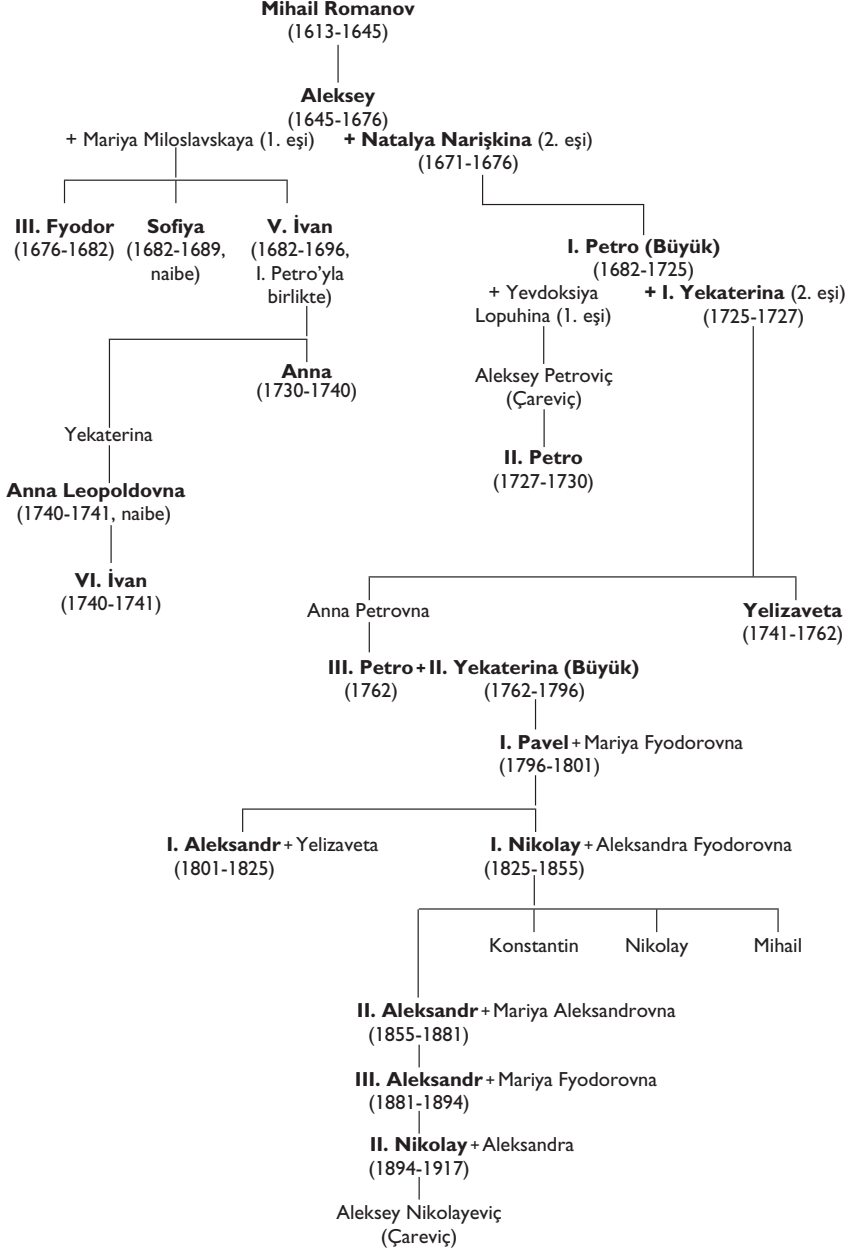 Mihail Romanov
(1613-1645)
Aleksey
(1645-1676)
+ Mariya Miloslavskaya (1. eşi)
+ Natalya Narişkina (2. eşi)
(1671-1676)
III. Fyodor
(1676-1682)
Sofiya
(1682-1689,
naibe)
V. İvan
(1682-1696,
I. Petro'yla
birlikte)
I. Petro (Büyük)
(1682-1725)
+ Yevdoksiya
Lopuhina (1. eşi)
+ I. Yekaterina (2. eşi)
(1725-1727)
Anna
(1730-1740)
Aleksey Petroviç
(Çareviç)
Yekaterina
II. Petro
(1727-1730)
Anna Leopoldovna
(1740-1741, naibe)
VI. İvan
(1740-1741)
Anna Petrovna
Yelizaveta
(1741-1762)
III. Petro + II. Yekaterina (Büyük)
(1762) (1762-1796)
I. Pavel + Mariya Fyodorovna
(1796-1801)
I. Aleksandr + Yelizaveta
(1801-1825)
I. Nikolay + Aleksandra Fyodorovna
(1825-1855)
Konstantin Nikolay Mihail
II. Aleksandr + Mariya Aleksandrovna
(1855-1881)
III. Aleksandr + Mariya Fyodorovna
(1881-1894)
II. Nikolay + Aleksandra
(1894-1917)
Aleksey Nikolayeviç
(Çareviç)